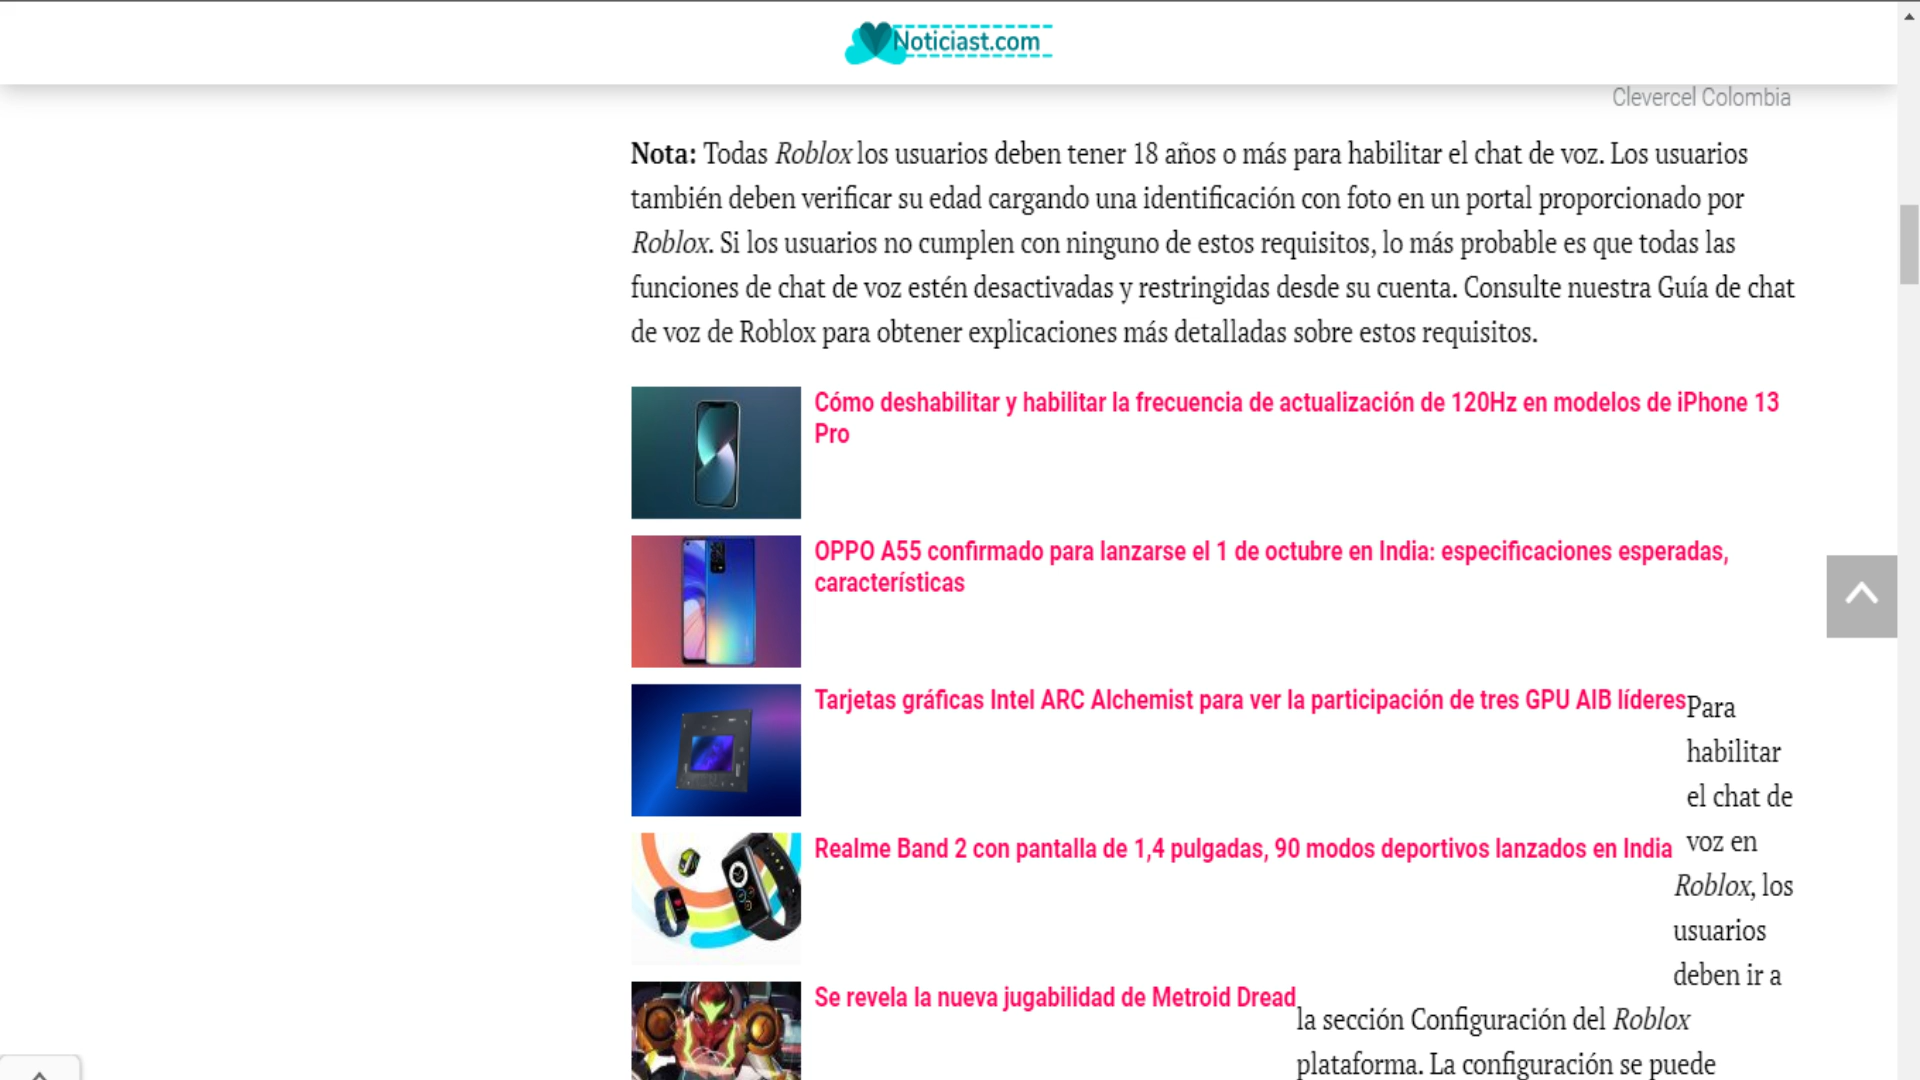 Noticiast.com
Clevercel Colombia
Nota: Todas Roblox los usuarios deben tener 18 años o más para habilitar el chat de voz. Los usuarios
también deben verificar su edad cargando una identificación con foto en un portal proporcionado por
Roblox. Si los usuarios no cumplen con ninguno de estos requisitos, lo más probable es que todas las
funciones de chat de voz estén desactivadas y restringidas desde su cuenta. Consulte nuestra Guía de chat
de voz de Roblox para obtener explicaciones más detalladas sobre estos requisitos.
Cómo deshabilitar y habilitar la frecuencia de actualización de 120Hz en modelos de iPhone 13
Pro
OPPO A55 confirmado para lanzarse el 1 de octubre en India: especificaciones esperadas,
características
Tarjetas gráficas Intel ARC Alchemist para ver la participación de tres GPU AIB líderes
Realme Band 2 con pantalla de 1,4 pulgadas, 90 modos deportivos lanzados en India
Se revela la nueva jugabilidad de Metroid Dread
Para
habilitar
el chat de
voz en
Roblox, los
usuarios
deben ir a
la sección Configuración del Roblox
plataforma. La configuración se puede